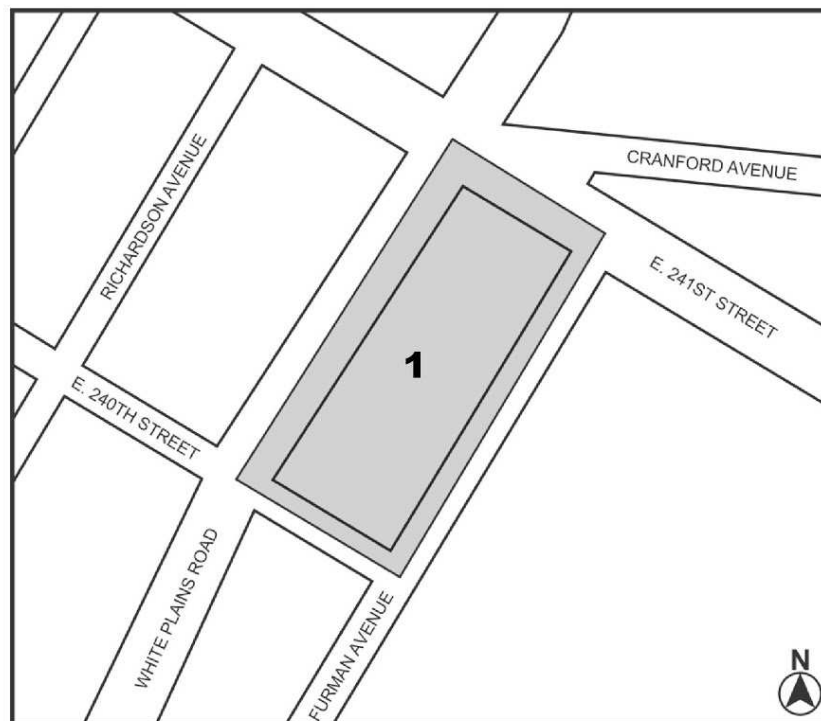 CRANFORD AVENUE
RICHARDSON AVENUE
E. 241ST STREET
1
E. 240TH STREET
WHITE PLAINS ROAD
FURMAN AVENUE
N